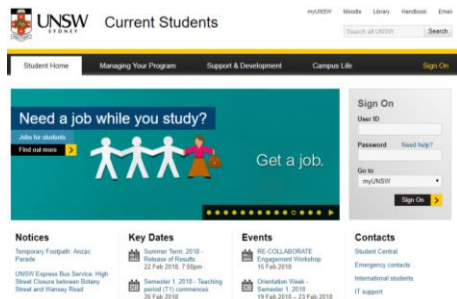 UNSW
SYDNEY
Current Students
myUNSW Moodle Library Handbook Email
Search all UNSW Search
Student Home Managing Your Program Support & Development Campus Life Sign On
Need a job while you study?
Jobs for students
Find out more
Get a job.
Sign On
User ID
Password Need help?
Go to
myUNSW
Sign On
Notices
Temporary Footpath: Anzac
Parade
UNSW Express Bus Service: High
Street Closure between Botany
Street and Wansey Road
Key Dates
Summer Term, 2018 -
Release of Results
22 Feb 2018, 7:00pm
Semester 1, 2018 - Teaching
period (T1) commences
26 Feb 2018
Events
RE-COLLABORATE
Engagement Workshop
15 Feb 2018
Orientation Week -
Semester 1, 2018
19 Feb 2018 – 23 Feb 2018
Contacts
Student Central
Emergency contacts
International students
IT support